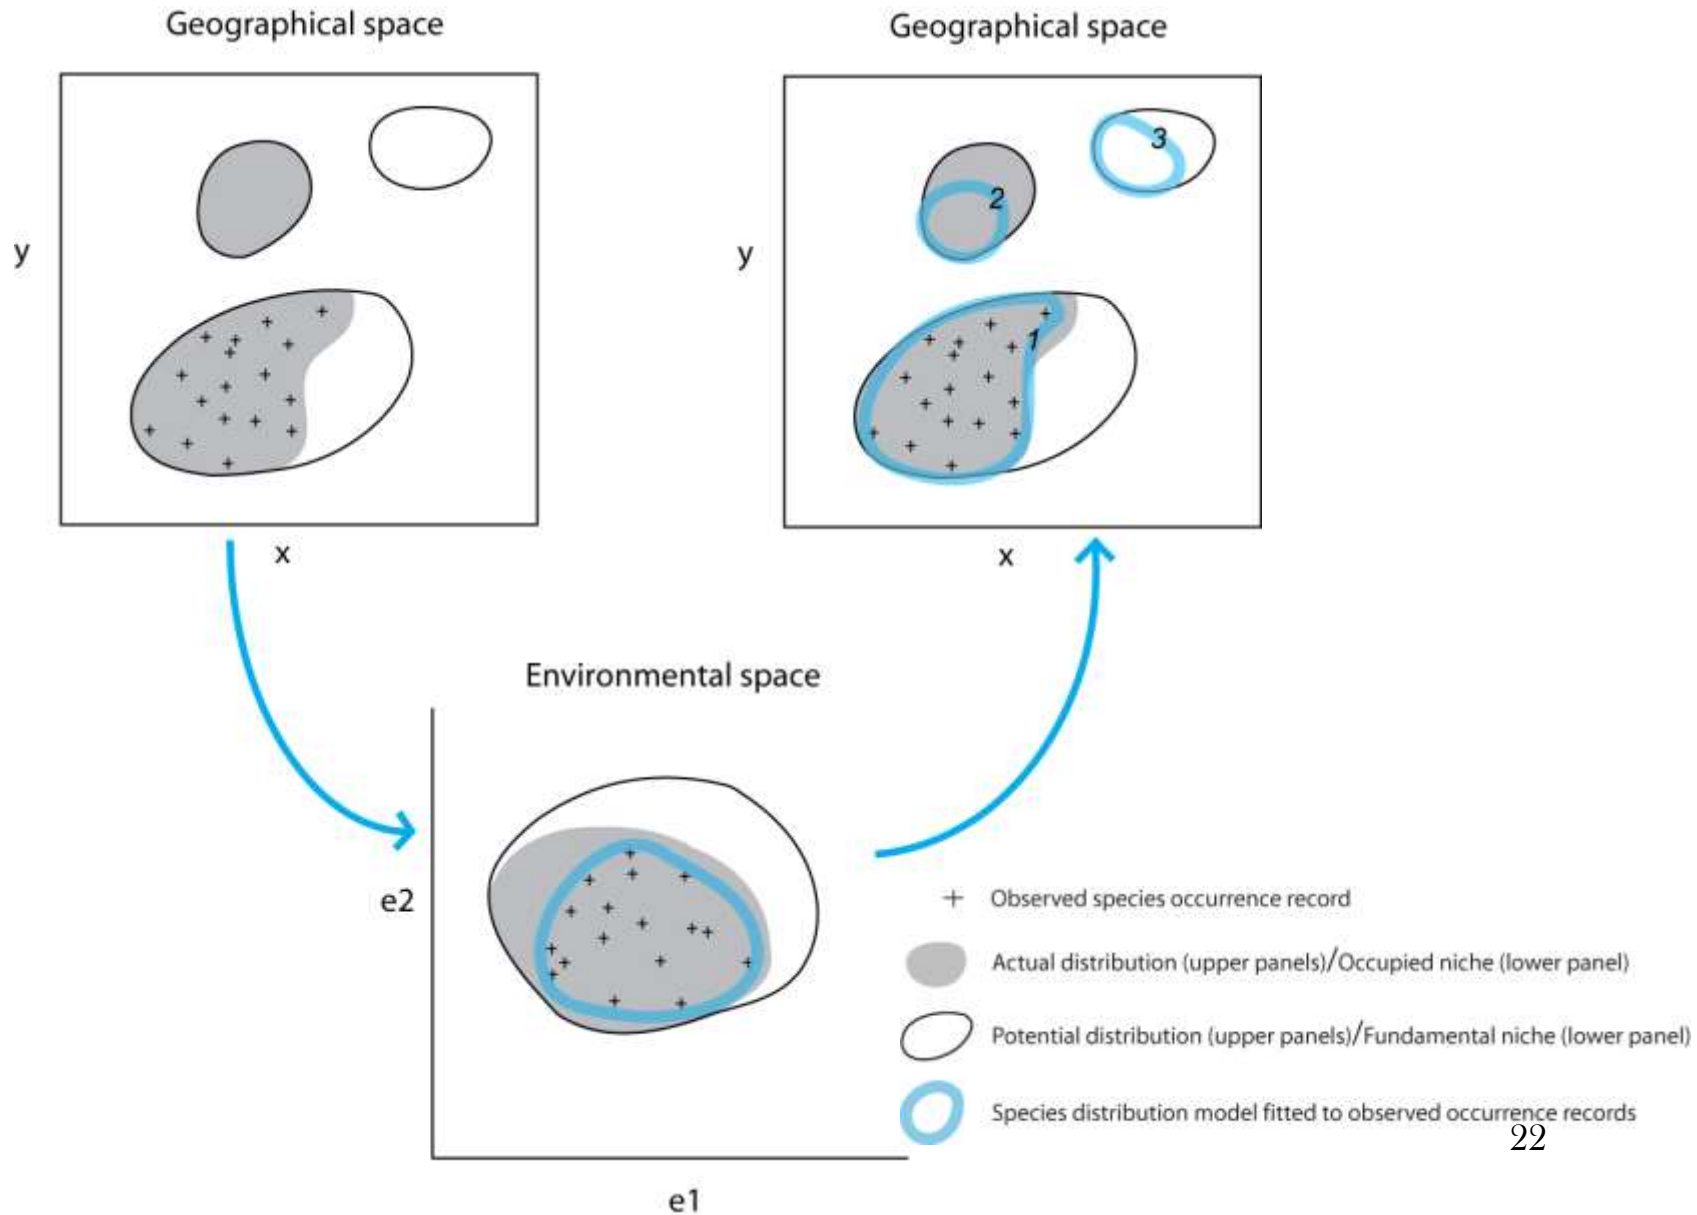 Geographical space
Geographical space
3
2
y
y
1
x
x
Environmental space
e2
+ Observed species occurrence record
Actual distribution (upper panels)/Occupied niche (lower panel)
Potential distribution (upper panels)/Fundamental niche (lower panel)
Species distribution model fitted to observed occurrence records
22
e1